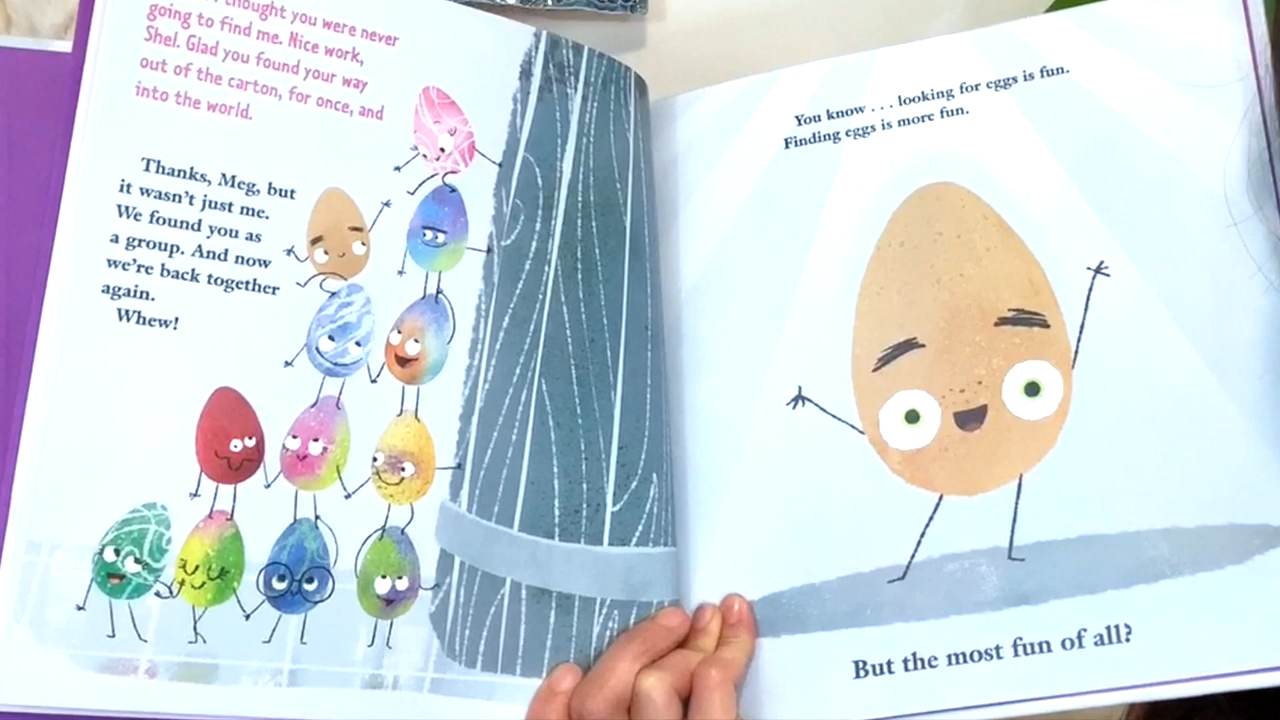 thought you were never
going to find me. Nice work,
Shel. Glad you found your way
out of the carton, for once, and
into the world.
Thanks, Meg, but
it wasn't just me.
We found you as
a group. And now
we're back together
again.
Whew!
You know . . . looking for eggs is fun.
Finding eggs is more fun.
But the most fun of all?